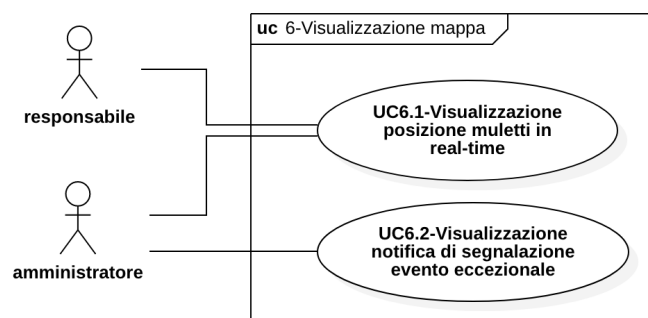 uc 6-Visualizzazione mappa
responsabile
UC6.1-Visualizzazione
posizione muletti in
real-time
amministratore
UC6.2-Visualizzazione
notifica di segnalazione
evento eccezionale